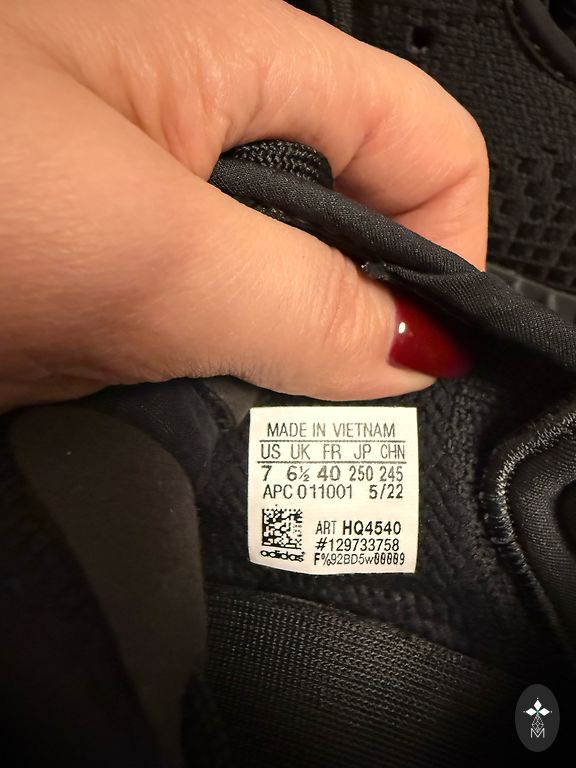 MADE IN VIETNAM
US UK FR JP CHN
7 6½ 40 250 245
APC 011001 5/22
ART HQ4540
#129733758
adidas F%92BD5w00009
M